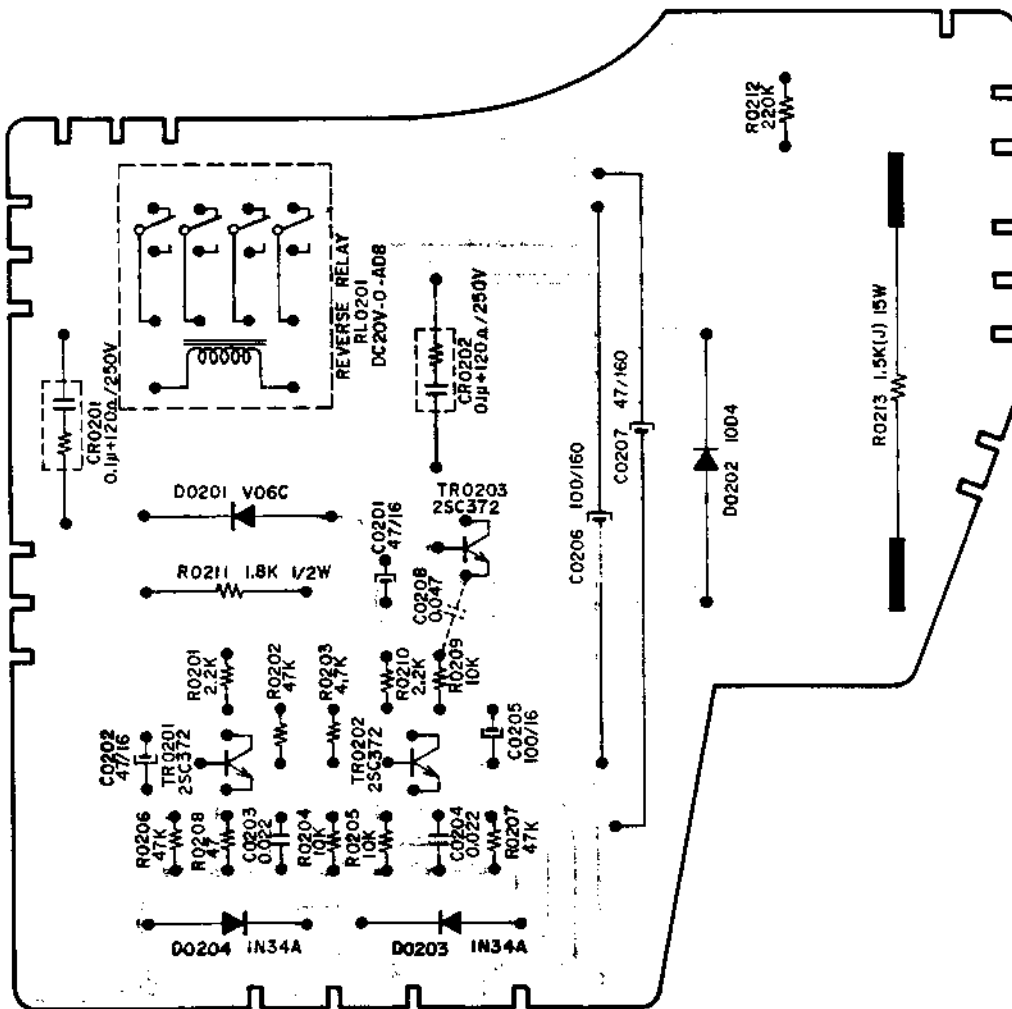 R0212
220K
REVERSE RELAY
RL0201
DC20V-0-AD8
CR0201
0.1μ+120Ω/250V
CR0202
0.1μ+120Ω/250V
R0213 1.5K(J) 15W
C0207 47/160
C0206 100/160
D0202 10D4
D0201 V06C
C0201
47/16
TR0203
2SC372
R0211 1.8K 1/2W
C0208
0.047
R0201
2.2K
R0202
47K
R0203
4.7K
R0210
2.2K
R0209
10K
C0202
47/16
TR0201
2SC372
TR0202
2SC372
C0205
100/16
R0206
47K
R0208
47
C0203
0.022
R0204
10K
R0205
10K
C0204
0.022
R0207
47K
D0204 1N34A
D0203 1N34A